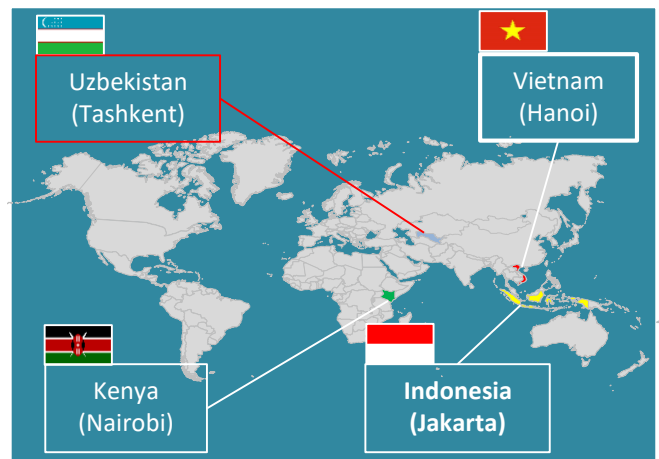 Uzbekistan
(Tashkent)
Vietnam
(Hanoi)
Kenya
(Nairobi)
Indonesia
(Jakarta)